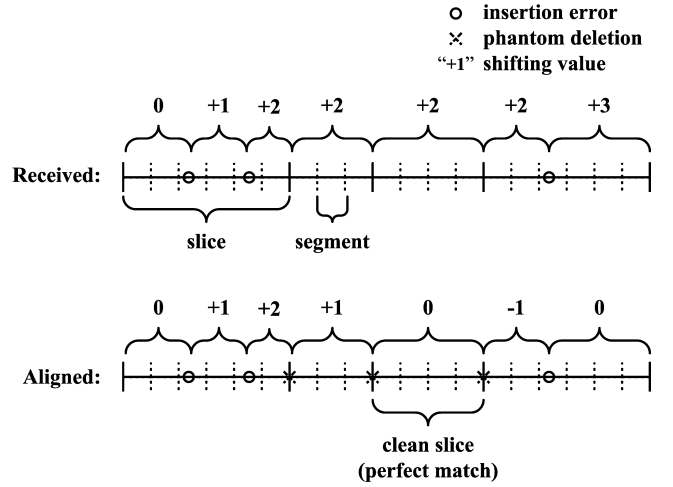 insertion error
phantom deletion
“+1” shifting value
0 +1 +2 +2 +2 +2 +3
Received:
slice segment
0 +1 +2 +1 0 -1 0
Aligned:
clean slice
(perfect match)